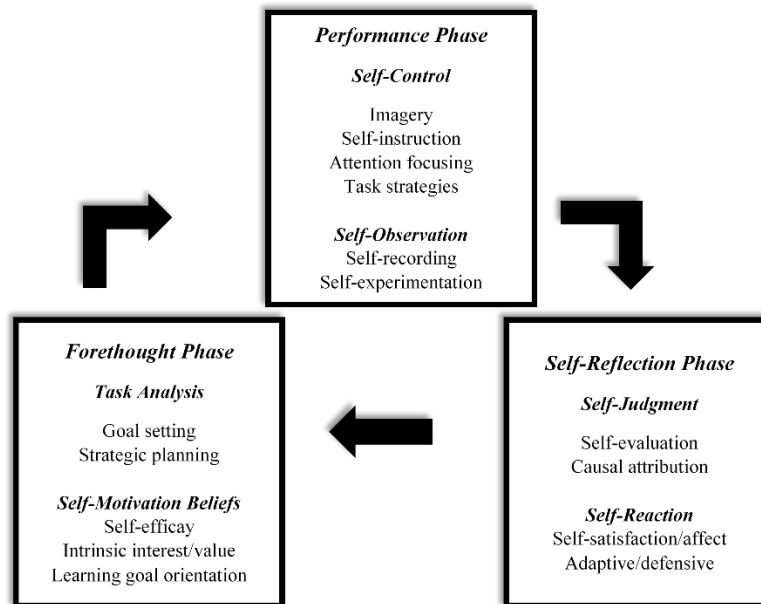 Performance Phase
Self-Control
Imagery
Self-instruction
Attention focusing
Task strategies
Self-Observation
Self-recording
Self-experimentation
Forethought Phase
Task Analysis
Goal setting
Strategic planning
Self-Motivation Beliefs
Self-efficay
Intrinsic interest/value
Learning goal orientation
Self-Reflection Phase
Self-Judgment
Self-evaluation
Causal attribution
Self-Reaction
Self-satisfaction/affect
Adaptive/defensive